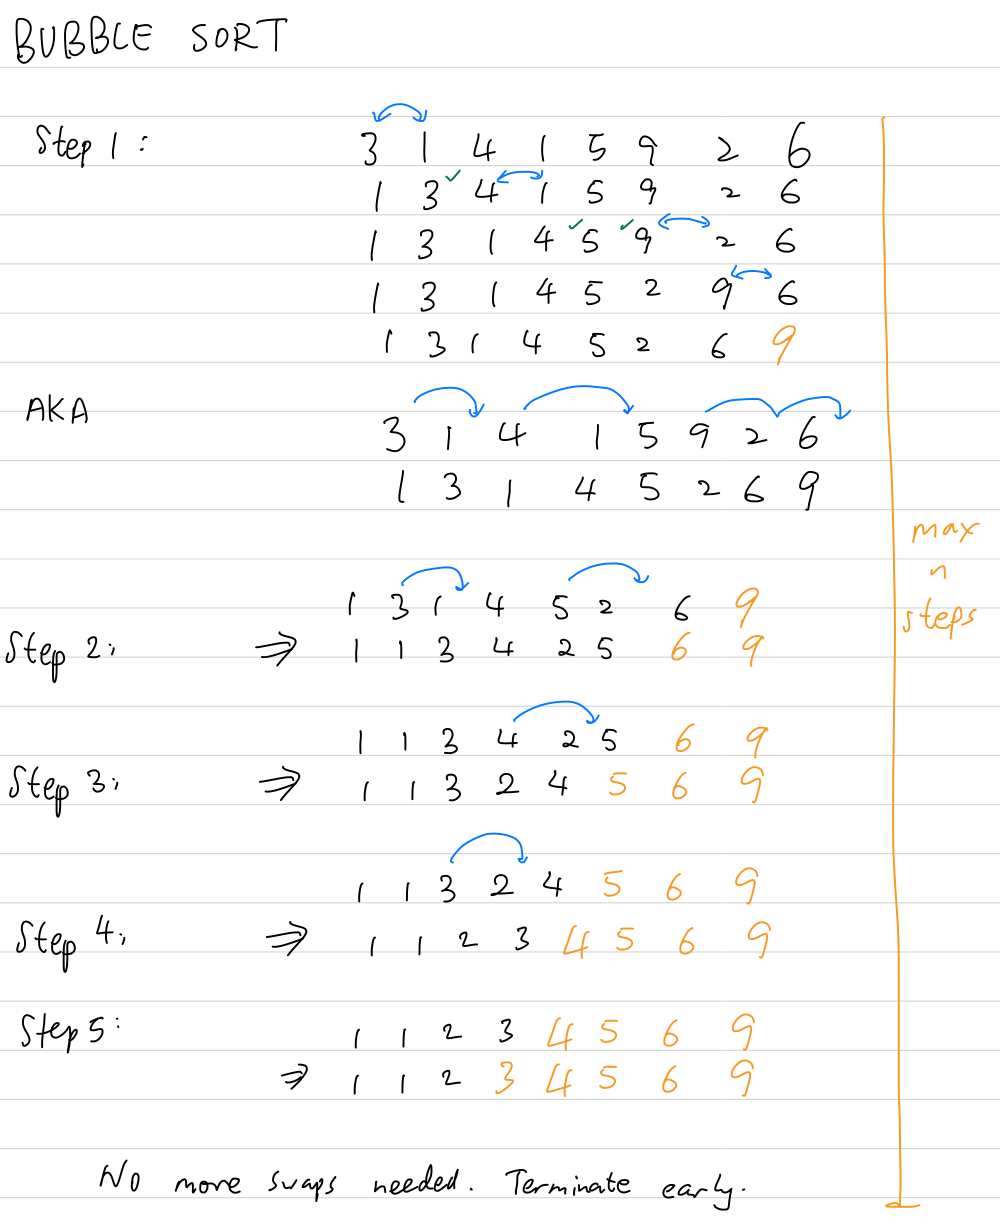 BUBBLE SORT
Step 1: 3 1 4 1 5 9 2 6
1 3 ✓ 4 1 5 9 2 6
1 3 1 4 ✓ 5 ✓ 9 2 6
1 3 1 4 5 2 9 6
1 3 1 4 5 2 6 9
AKA
3 1 4 1 5 9 2 6
1 3 1 4 5 2 6 9
max
n
steps
1 3 1 4 5 2 6 9
Step 2: ⇒ 1 1 3 4 2 5 6 9
1 1 3 4 2 5 6 9
Step 3: ⇒ 1 1 3 2 4 5 6 9
1 1 3 2 4 5 6 9
Step 4: ⇒ 1 1 2 3 4 5 6 9
Step 5: 1 1 2 3 4 5 6 9
⇒ 1 1 2 3 4 5 6 9
No more swaps needed. Terminate early.